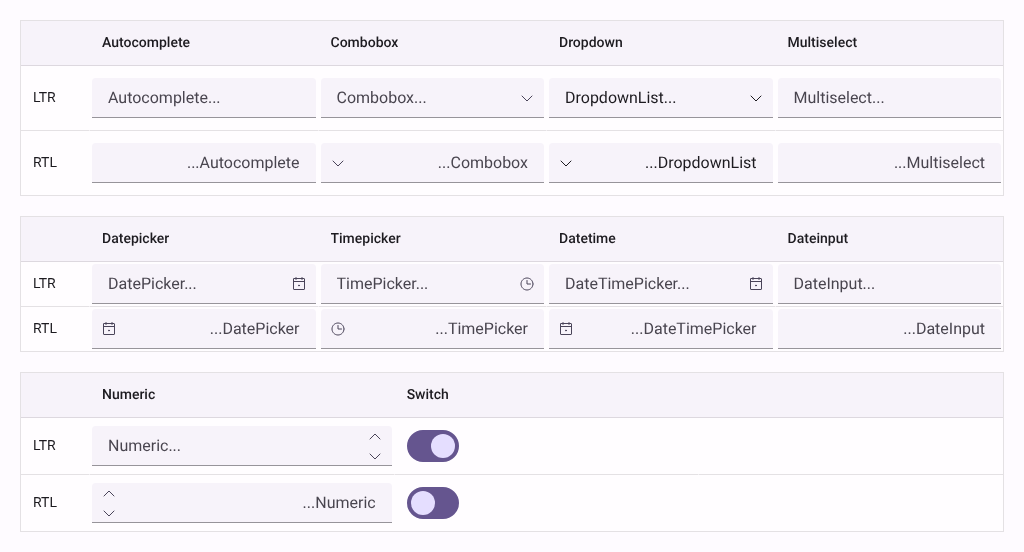 Autocomplete Combobox Dropdown Multiselect
LTR Autocomplete... Combobox... DropdownList... Multiselect...
RTL ...Autocomplete ...Combobox ...DropdownList ...Multiselect
Datepicker Timepicker Datetime Dateinput
LTR DatePicker... TimePicker... DateTimePicker... DateInput...
RTL ...DatePicker ...TimePicker ...DateTimePicker ...DateInput
Numeric Switch
LTR Numeric...
RTL ...Numeric